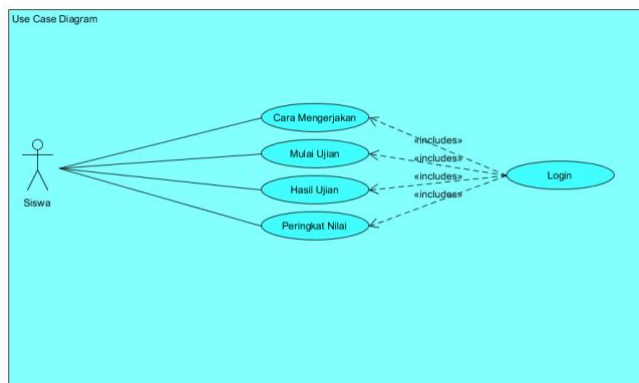 Use Case Diagram
Cara Mengerjakan
«includes»
Mulai Ujian
«includes»
Siswa
Hasil Ujian
«includes»
Login
Peringkat Nilai
«includes»